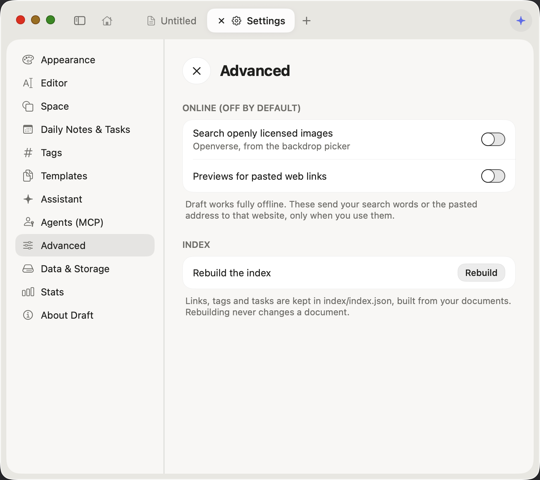 Untitled
Settings
Appearance
Editor
Space
Daily Notes & Tasks
Tags
Templates
Assistant
Agents (MCP)
Advanced
Data & Storage
Stats
About Draft
Advanced
ONLINE (OFF BY DEFAULT)
Search openly licensed images
Openverse, from the backdrop picker
Previews for pasted web links
Draft works fully offline. These send your search words or the pasted
address to that website, only when you use them.
INDEX
Rebuild the index
Rebuild
Links, tags and tasks are kept in index/index.json, built from your documents.
Rebuilding never changes a document.